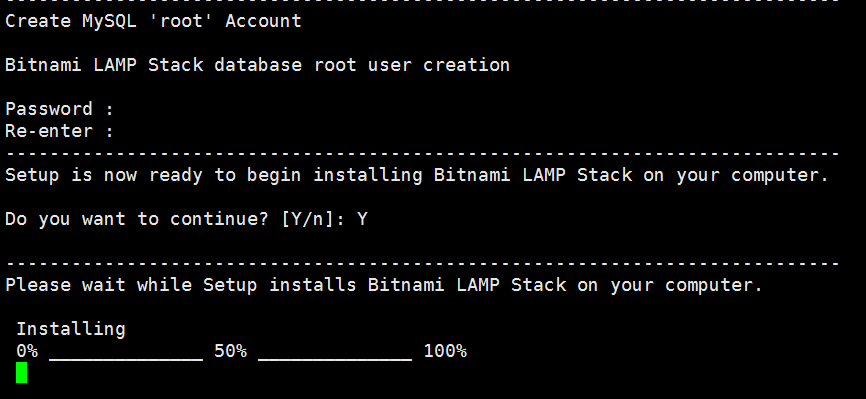 --------------------------------------------------------------------------------
Create MySQL 'root' Account
Bitnami LAMP Stack database root user creation
Password :
Re-enter :
----------------------------------------------------------------------------
Setup is now ready to begin installing Bitnami LAMP Stack on your computer.
Do you want to continue? [Y/n]: Y
----------------------------------------------------------------------------
Please wait while Setup installs Bitnami LAMP Stack on your computer.
Installing
0% ______________ 50% ______________ 100%